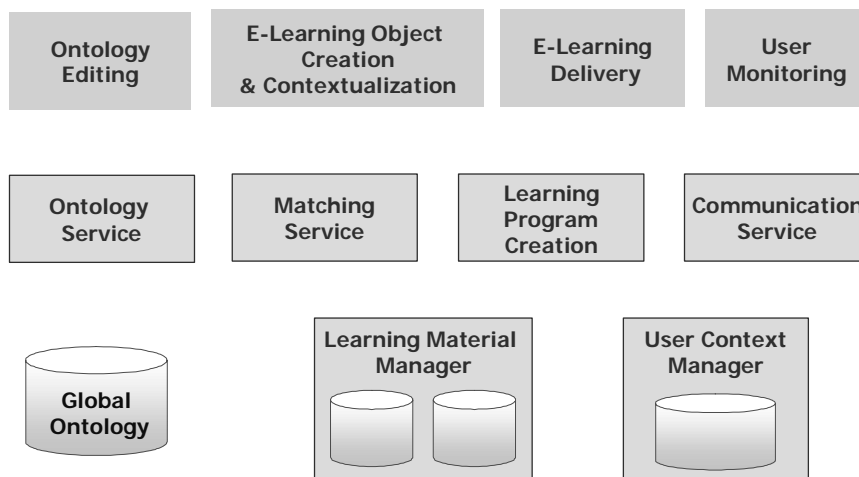 Ontology
Editing
E-Learning Object
Creation
& Contextualization
E-Learning
Delivery
User
Monitoring
Ontology
Service
Matching
Service
Learning
Program
Creation
Communication
Service
Global
Ontology
Learning Material
Manager
User Context
Manager